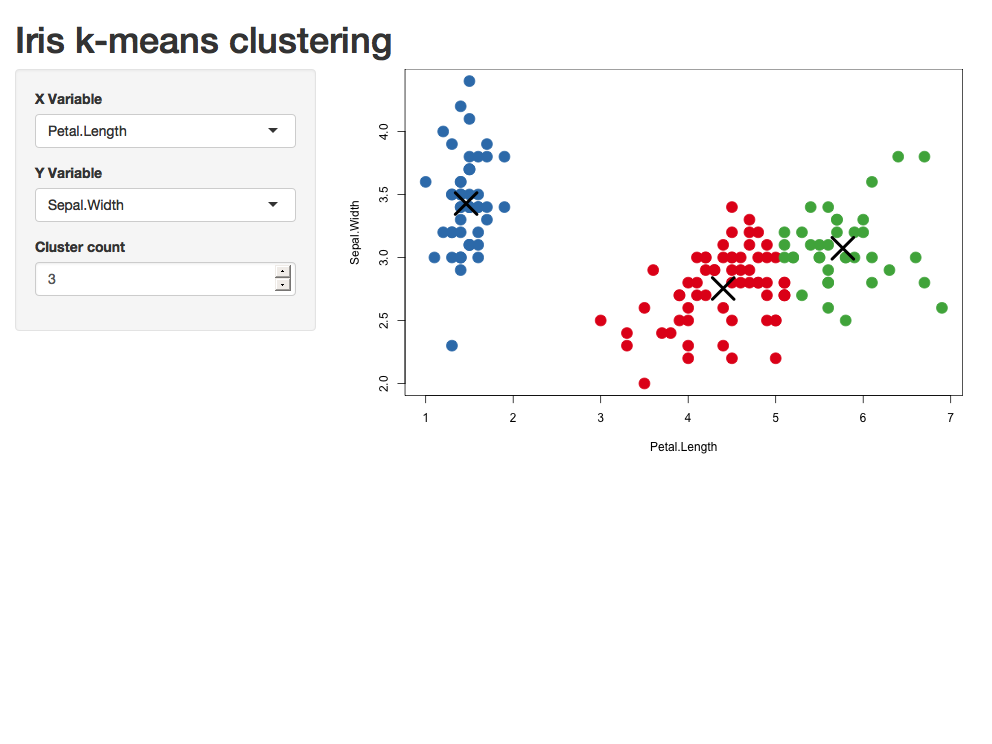 Iris k-means clustering
X Variable
Petal.Length
Y Variable
Sepal.Width
Cluster count
3
Sepal.Width
4.0
3.5
3.0
2.5
2.0
1 2 3 4 5 6 7
Petal.Length